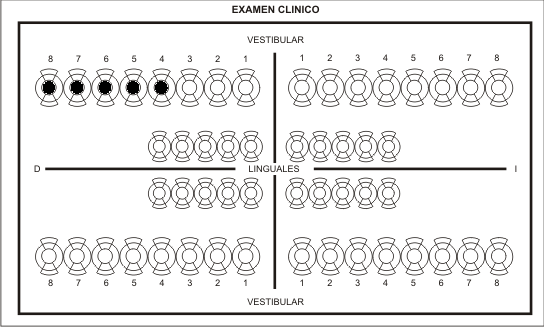 EXAMEN CLINICO
VESTIBULAR
8 7 6 5 4 3 2 1 1 2 3 4 5 6 7 8
D LINGUALES I
8 7 6 5 4 3 2 1 1 2 3 4 5 6 7 8
VESTIBULAR